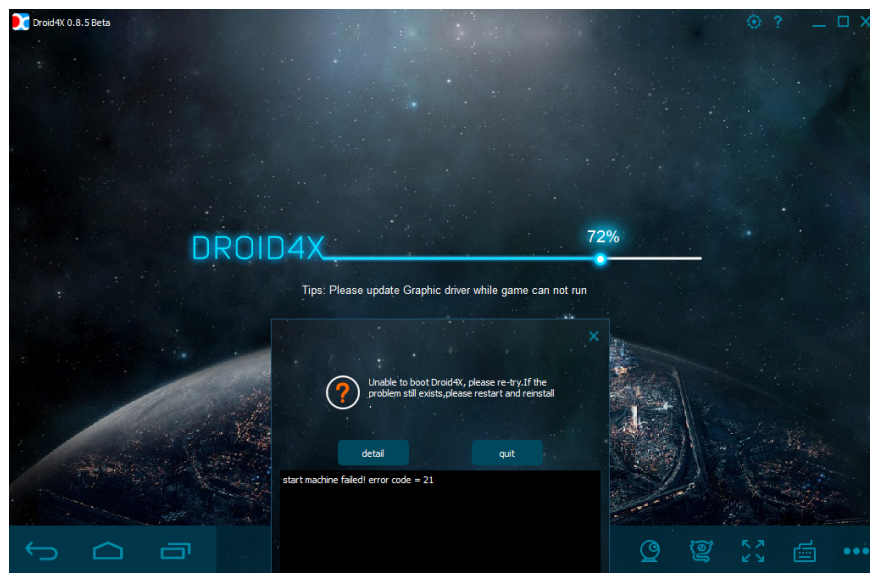 Droid4X 0.8.5 Beta
72%
DROID4X
Tips: Please update Graphic driver while game can not run
Unable to boot Droid4X, please re-try.If the
problem still exists,please restart and reinstall
.
detail
quit
start machine failed! error code = 21